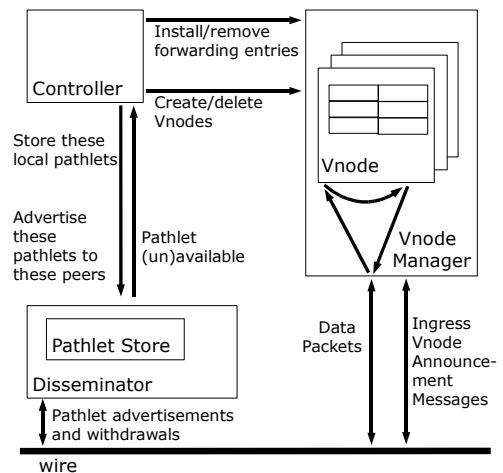 Install/remove
forwarding entries
Controller
Create/delete
Vnodes
Vnode
Store these
local pathlets
Advertise
these
pathlets to
these peers
Pathlet
(un)available
Vnode
Manager
Pathlet Store
Disseminator
Data
Packets
Ingress
Vnode
Announce-
ment
Messages
Pathlet advertisements
and withdrawals
wire